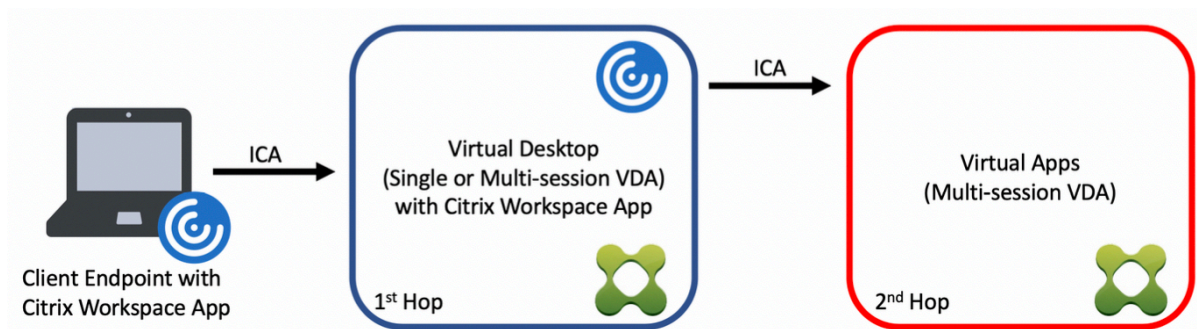 ICA
Client Endpoint with
Citrix Workspace App
Virtual Desktop
(Single or Multi-session VDA)
with Citrix Workspace App
1st Hop
ICA
Virtual Apps
(Multi-session VDA)
2nd Hop